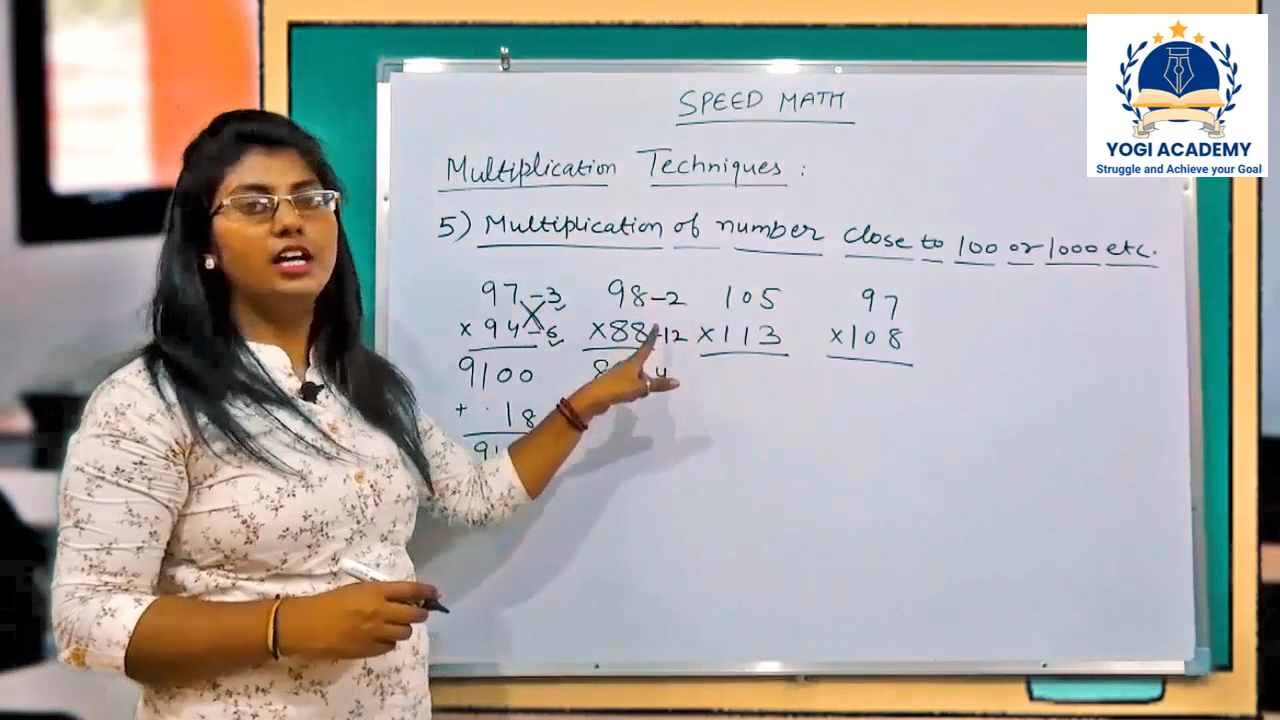 SPEED MATH
YOGI ACADEMY
Struggle and Achieve your Goal
Multiplication Techniques :
5) Multiplication of number close to 100 or 1000 etc.
97 -3 98 -2 105 97
× 94 -6 ×88 -12 ×113 ×108
9100
+ 18